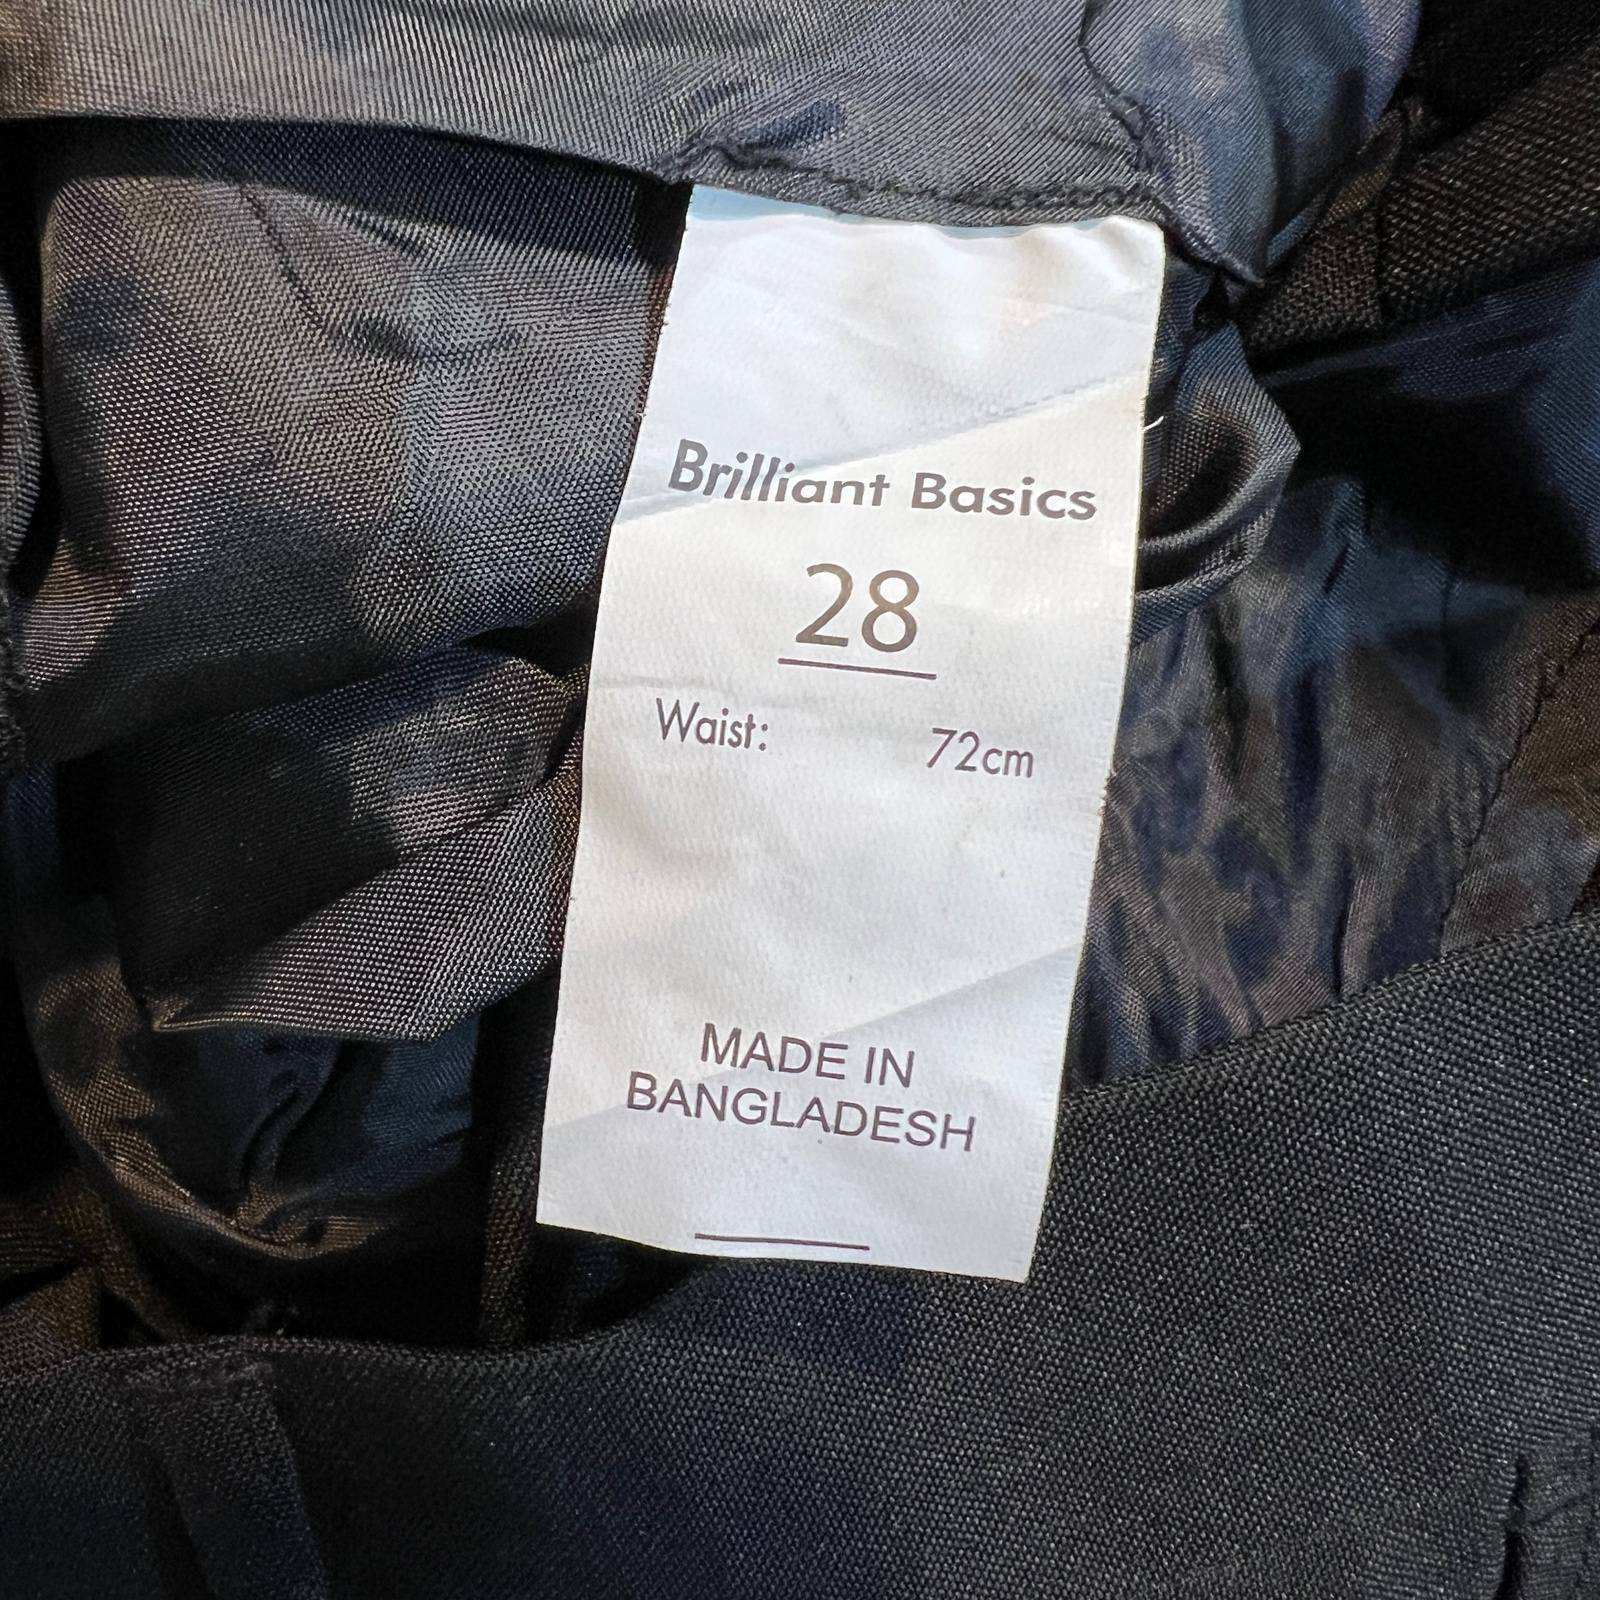 Brilliant Basics
28
Waist: 72cm
MADE IN
BANGLADESH